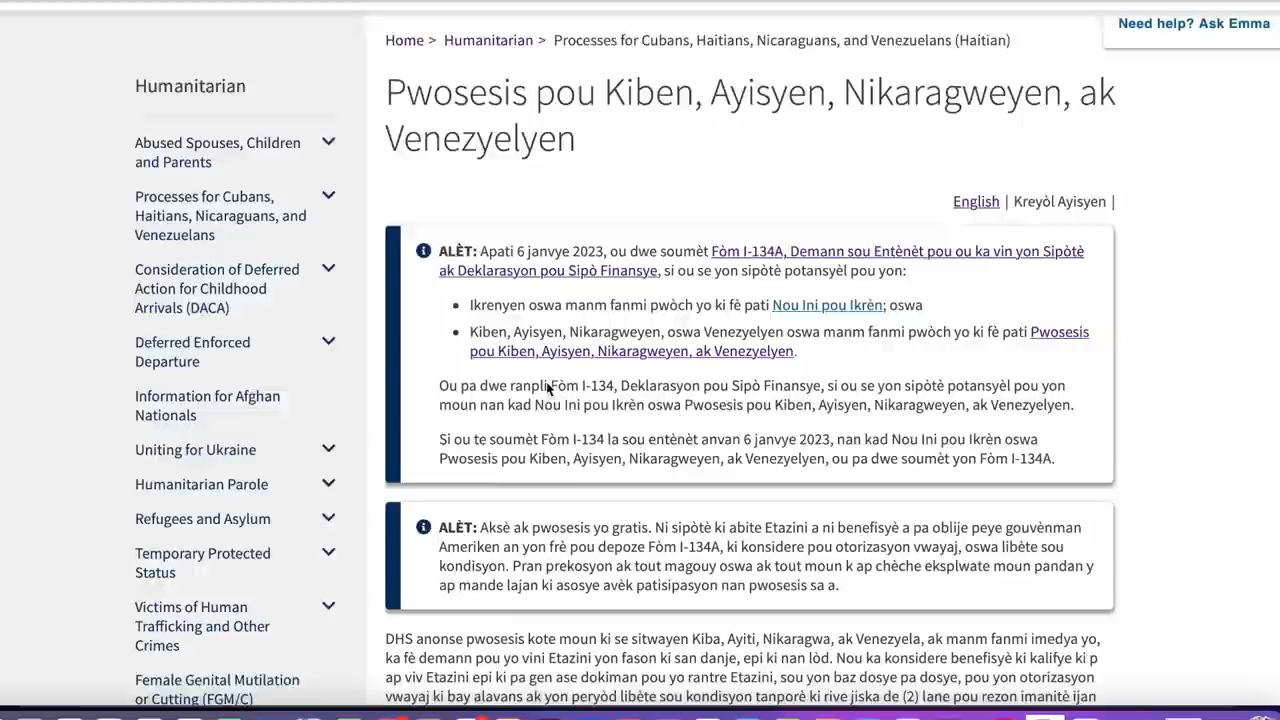 Need help? Ask Emma
Home > Humanitarian > Processes for Cubans, Haitians, Nicaraguans, and Venezuelans (Haitian)
Humanitarian
Abused Spouses, Children
and Parents
Processes for Cubans,
Haitians, Nicaraguans, and
Venezuelans
Consideration of Deferred
Action for Childhood
Arrivals (DACA)
Deferred Enforced
Departure
Information for Afghan
Nationals
Uniting for Ukraine
Humanitarian Parole
Refugees and Asylum
Temporary Protected
Status
Victims of Human
Trafficking and Other
Crimes
Female Genital Mutilation
or Cutting (FGM/C)
Pwosesis pou Kiben, Ayisyen, Nikaragweyen, ak
Venezyelyen
English | Kreyòl Ayisyen |
ALÈT: Apati 6 janvye 2023, ou dwe soumèt Fòm I-134A, Demann sou Entènèt pou ou ka vin yon Sipòtè
ak Deklarasyon pou Sipò Finansye, si ou se yon sipòtè potansyèl pou yon:
• Ikrenyen oswa manm fanmi pwòch yo ki fè pati Nou Ini pou Ikrèn; oswa
• Kiben, Ayisyen, Nikaragweyen, oswa Venezyelyen oswa manm fanmi pwòch yo ki fè pati Pwosesis
pou Kiben, Ayisyen, Nikaragweyen, ak Venezyelyen.
Ou pa dwe ranpli Fòm I-134, Deklarasyon pou Sipò Finansye, si ou se yon sipòtè potansyèl pou yon
moun nan kad Nou Ini pou Ikrèn oswa Pwosesis pou Kiben, Ayisyen, Nikaragweyen, ak Venezyelyen.
Si ou te soumèt Fòm I-134 la sou entènèt anvan 6 janvye 2023, nan kad Nou Ini pou Ikrèn oswa
Pwosesis pou Kiben, Ayisyen, Nikaragweyen, ak Venezyelyen, ou pa dwe soumèt yon Fòm I-134A.
ALÈT: Aksè ak pwosesis yo gratis. Ni sipòtè ki abite Etazini a ni benefisyè a pa oblije peye gouvènman
Ameriken an yon frè pou depoze Fòm I-134A, ki konsidere pou otorizasyon vwayaj, oswa libète sou
kondisyon. Pran prekosyon ak tout magouy oswa ak tout moun k ap chèche eksplwate moun pandan y
ap mande lajan ki asosye avèk patisipasyon nan pwosesis sa a.
DHS anonse pwosesis kote moun ki se sitwayen Kiba, Ayiti, Nikaragwa, ak Venezyela, ak manm fanmi imedya yo,
ka fè demann pou yo vini Etazini yon fason ki san danje, epi ki nan lòd. Nou ka konsidere benefisyè ki kalifye ki p
ap viv Etazini epi ki pa gen ase dokiman pou yo rantre Etazini, sou yon baz dosye pa dosye, pou yon otorizasyon
vwayaj ki bay alavans ak yon peryòd libète sou kondisyon tanporè ki rive jiska de (2) lane pou rezon imanitè ijan